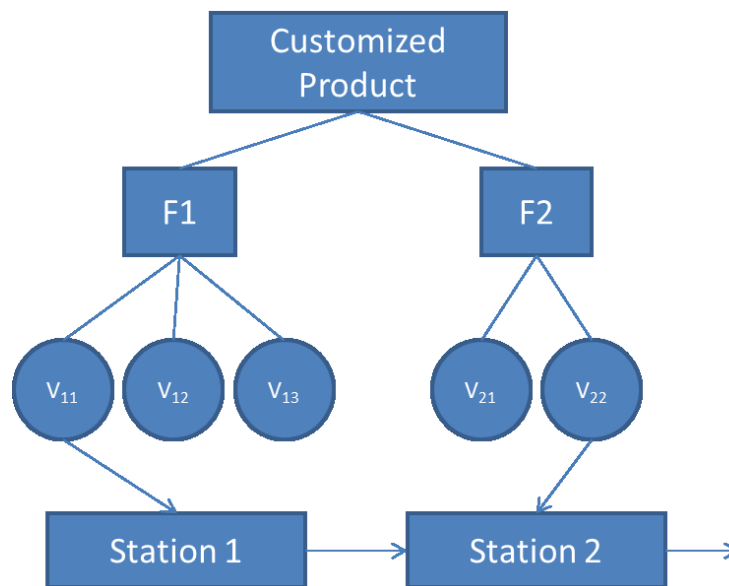 Customized
Product
F1
F2
V₁₁
V₁₂
V₁₃
V₂₁
V₂₂
Station 1
Station 2